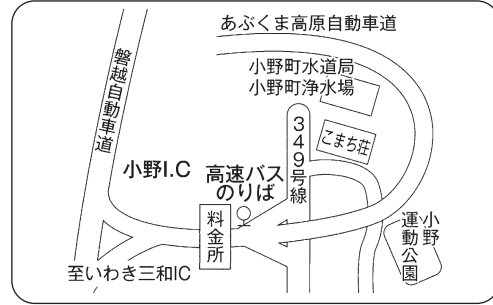 あぶくま高原自動車道
磐越自動車道
小野町水道局
小野町浄水場
349号線
こまち荘
小野I.C
高速バス
のりば
料金所
小野
運動公園
至いわき三和IC